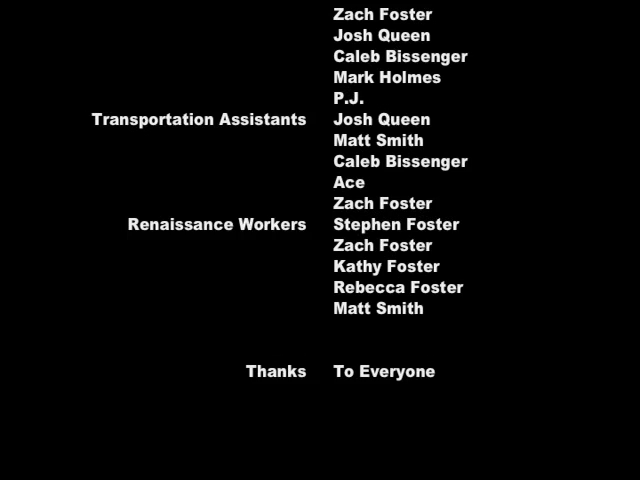 Zach Foster
Josh Queen
Caleb Bissenger
Mark Holmes
P.J.
Transportation Assistants Josh Queen
Matt Smith
Caleb Bissenger
Ace
Zach Foster
Renaissance Workers Stephen Foster
Zach Foster
Kathy Foster
Rebecca Foster
Matt Smith
Thanks To Everyone